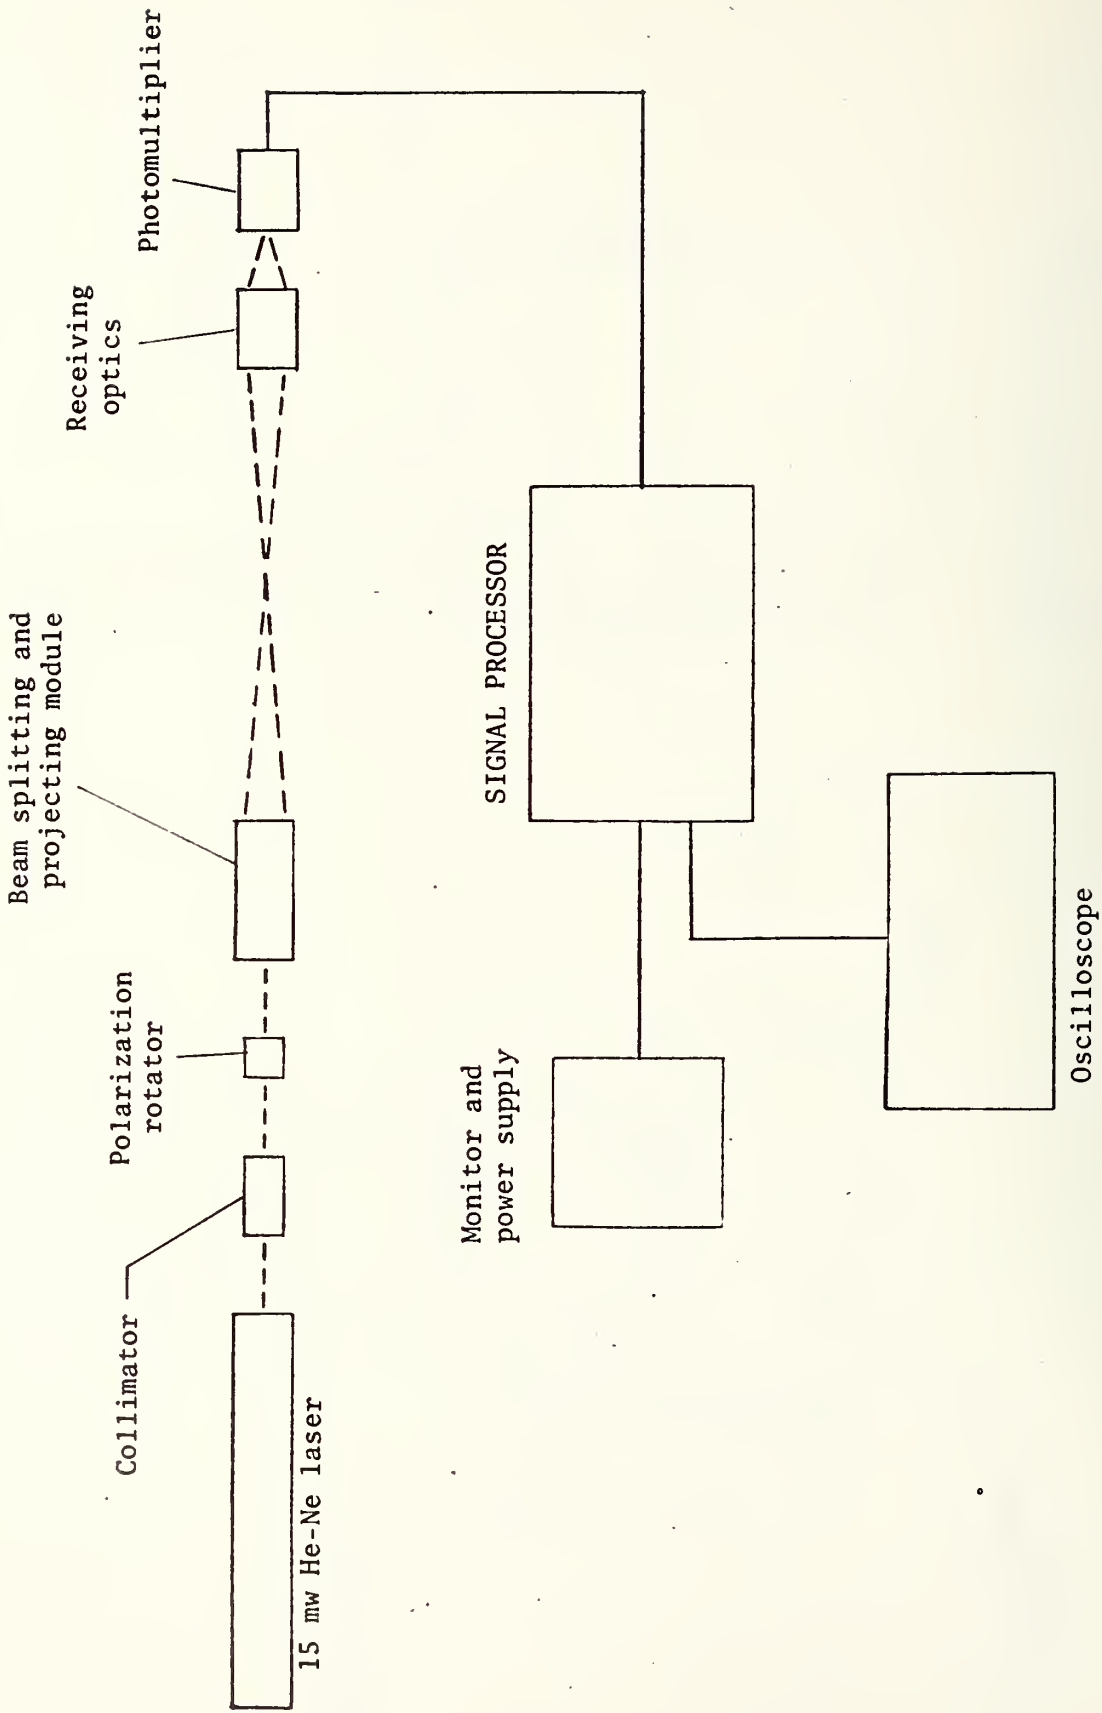 15 mw He-Ne laser
Collimator
Polarization
rotator
Beam splitting and
projecting module
Receiving
optics
Photomultiplier
Monitor and
power supply
SIGNAL PROCESSOR
Oscilloscope